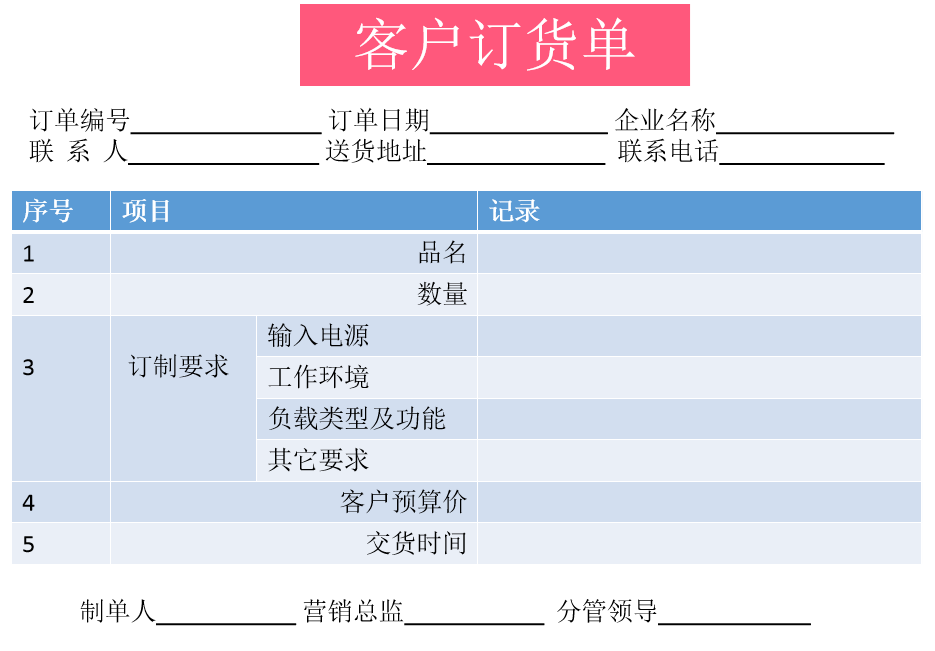 客户订货单
订单编号 订单日期 企业名称
联 系 人 送货地址 联系电话
序号 项目 记录
1 品名
2 数量
3 订制要求 输入电源
工作环境
负载类型及功能
其它要求
4 客户预算价
5 交货时间
制单人 营销总监 分管领导